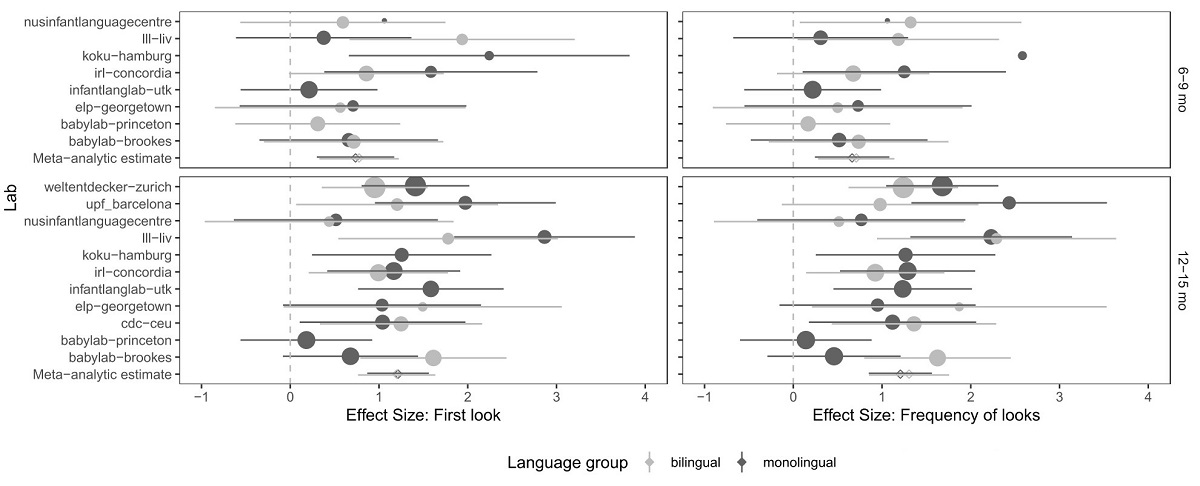 Lab
nusinfantlanguagecentre
lll−liv
koku−hamburg
irl−concordia
infantlanglab−utk
elp−georgetown
babylab−princeton
babylab−brookes
Meta−analytic estimate
6−9 mo
weltentdecker−zurich
upf_barcelona
nusinfantlanguagecentre
lll−liv
koku−hamburg
irl−concordia
infantlanglab−utk
elp−georgetown
cdc−ceu
babylab−princeton
babylab−brookes
Meta−analytic estimate
12−15 mo
−1 0 1 2 3 4
−1 0 1 2 3 4
Effect Size: First look
Effect Size: Frequency of looks
Language group bilingual monolingual